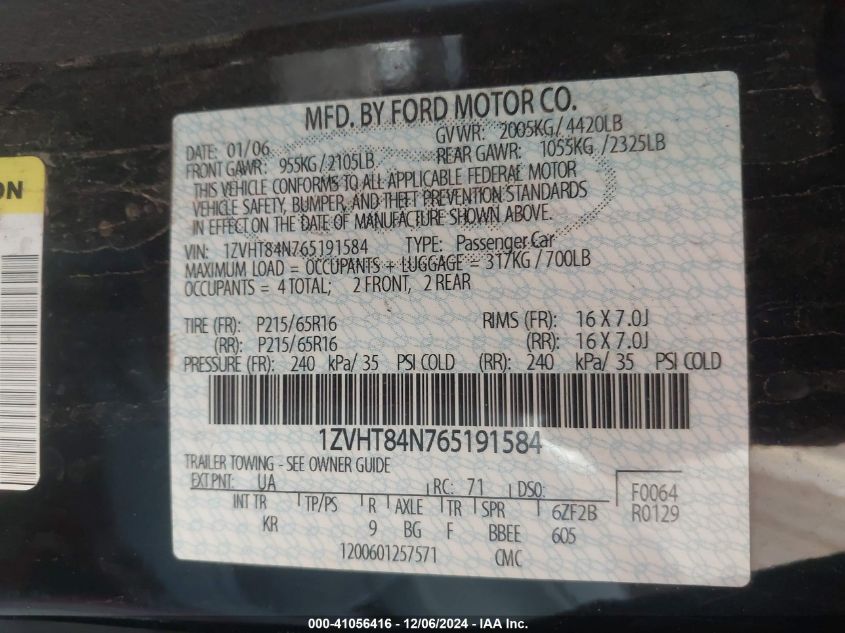 MFD. BY FORD MOTOR CO.
DATE: 01/06 GVWR: 2005KG/4420LB
FRONT GAWR: 955KG/2105LB REAR GAWR: 1055KG/2325LB
THIS VEHICLE CONFORMS TO ALL APPLICABLE FEDERAL MOTOR
VEHICLE SAFETY, BUMPER, AND THEFT PREVENTION STANDARDS
IN EFFECT ON THE DATE OF MANUFACTURE SHOWN ABOVE.
VIN: 1ZVHT84N765191584 TYPE: Passenger Car
MAXIMUM LOAD = OCCUPANTS + LUGGAGE = 317KG/700LB
OCCUPANTS = 4 TOTAL; 2 FRONT, 2 REAR
TIRE (FR): P215/65R16 RIMS (FR): 16 X 7.0J
(RR): P215/65R16 (RR): 16 X 7.0J
PRESSURE (FR): 240 kPa/35 PSI COLD (RR): 240 kPa/35 PSI COLD
1ZVHT84N765191584
TRAILER TOWING - SEE OWNER GUIDE
EXT PNT: UA RC: 71 DSO: F0064
INT TR TP/PS R AXLE TR SPR 6ZF2B R0129
KR 9 BG F BBEE 605
1200601257571 CMC
ON
000-41056416 - 12/06/2024 - IAA Inc.